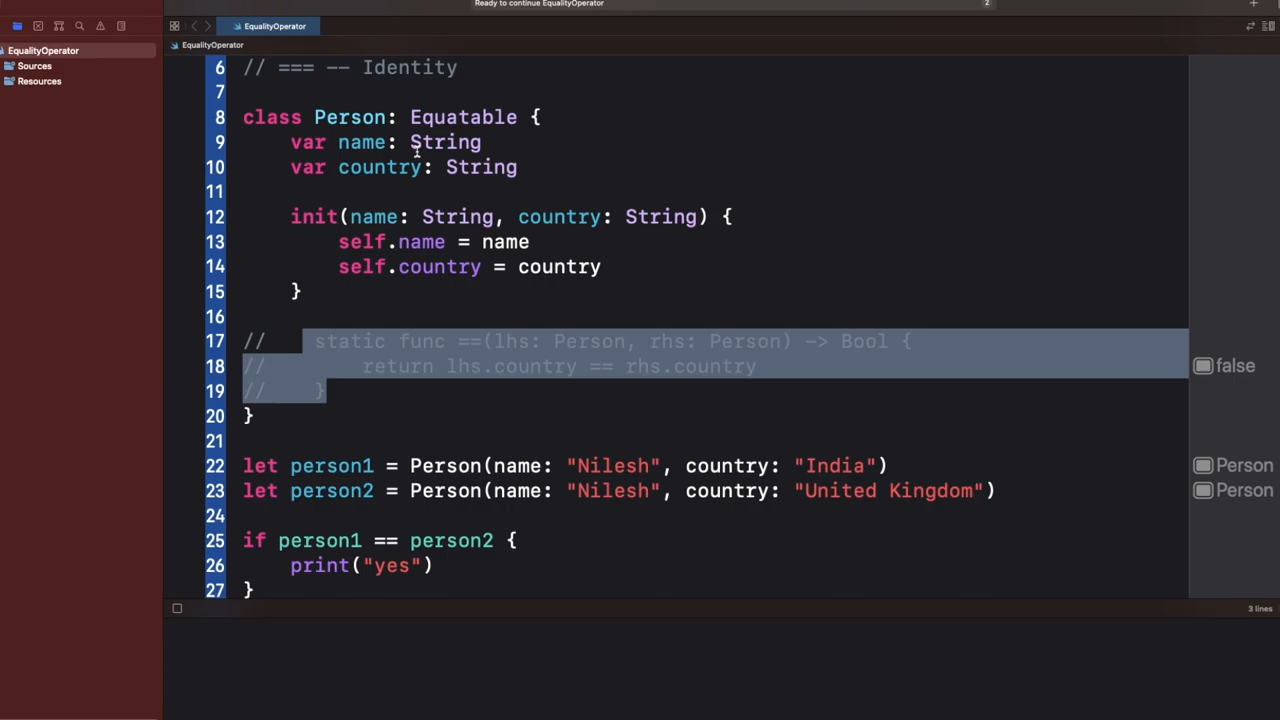 Ready to continue EqualityOperator
2
EqualityOperator
EqualityOperator
EqualityOperator
Sources
Resources
6 // === -- Identity
7
8 class Person: Equatable {
9     var name: String
10     var country: String
11
12     init(name: String, country: String) {
13         self.name = name
14         self.country = country
15     }
16
17 //    static func ==(lhs: Person, rhs: Person) -> Bool {
18 //        return lhs.country == rhs.country
false
19 //    }
20 }
21
22 let person1 = Person(name: "Nilesh", country: "India")
Person
23 let person2 = Person(name: "Nilesh", country: "United Kingdom")
Person
24
25 if person1 == person2 {
26     print("yes")
27 }
3 lines